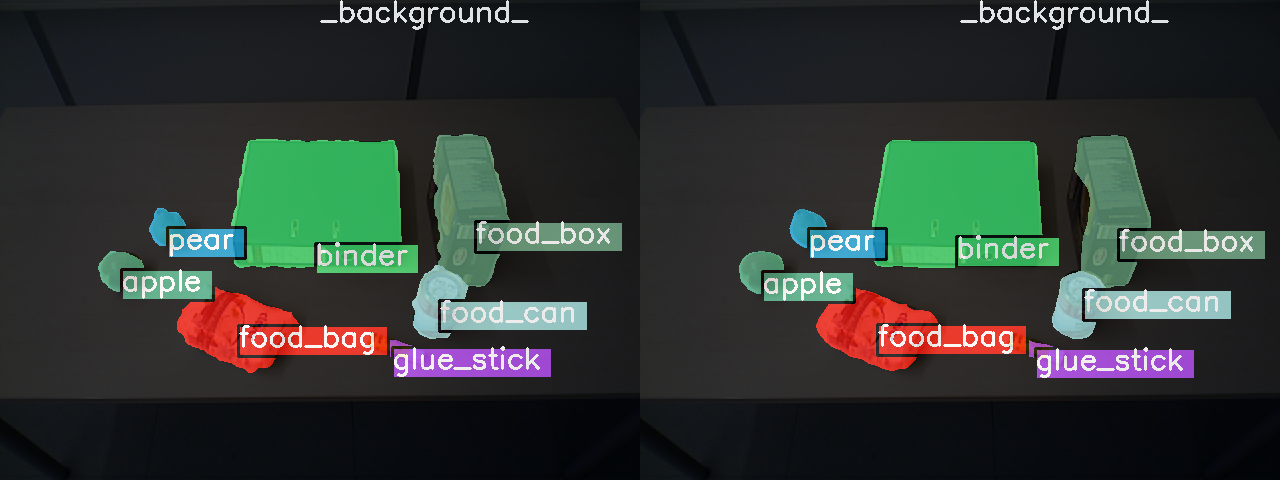 _background_
pear
apple
binder
food_box
food_can
food_bag
glue_stick
_background_
pear
apple
binder
food_box
food_can
food_bag
glue_stick